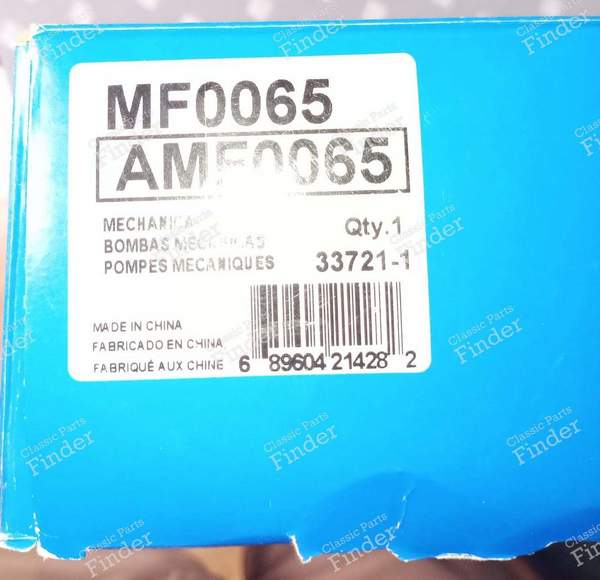 MF0065
AMF0065
MECHANICA
BOMBAS MECANICAS
Qty.1
POMPES MECANIQUES
33721-1
MADE IN CHINA
FABRICADO EN CHINA
FABRIQUÉ AUX CHINE
6 89604 21428 2
Classic Parts
Finder